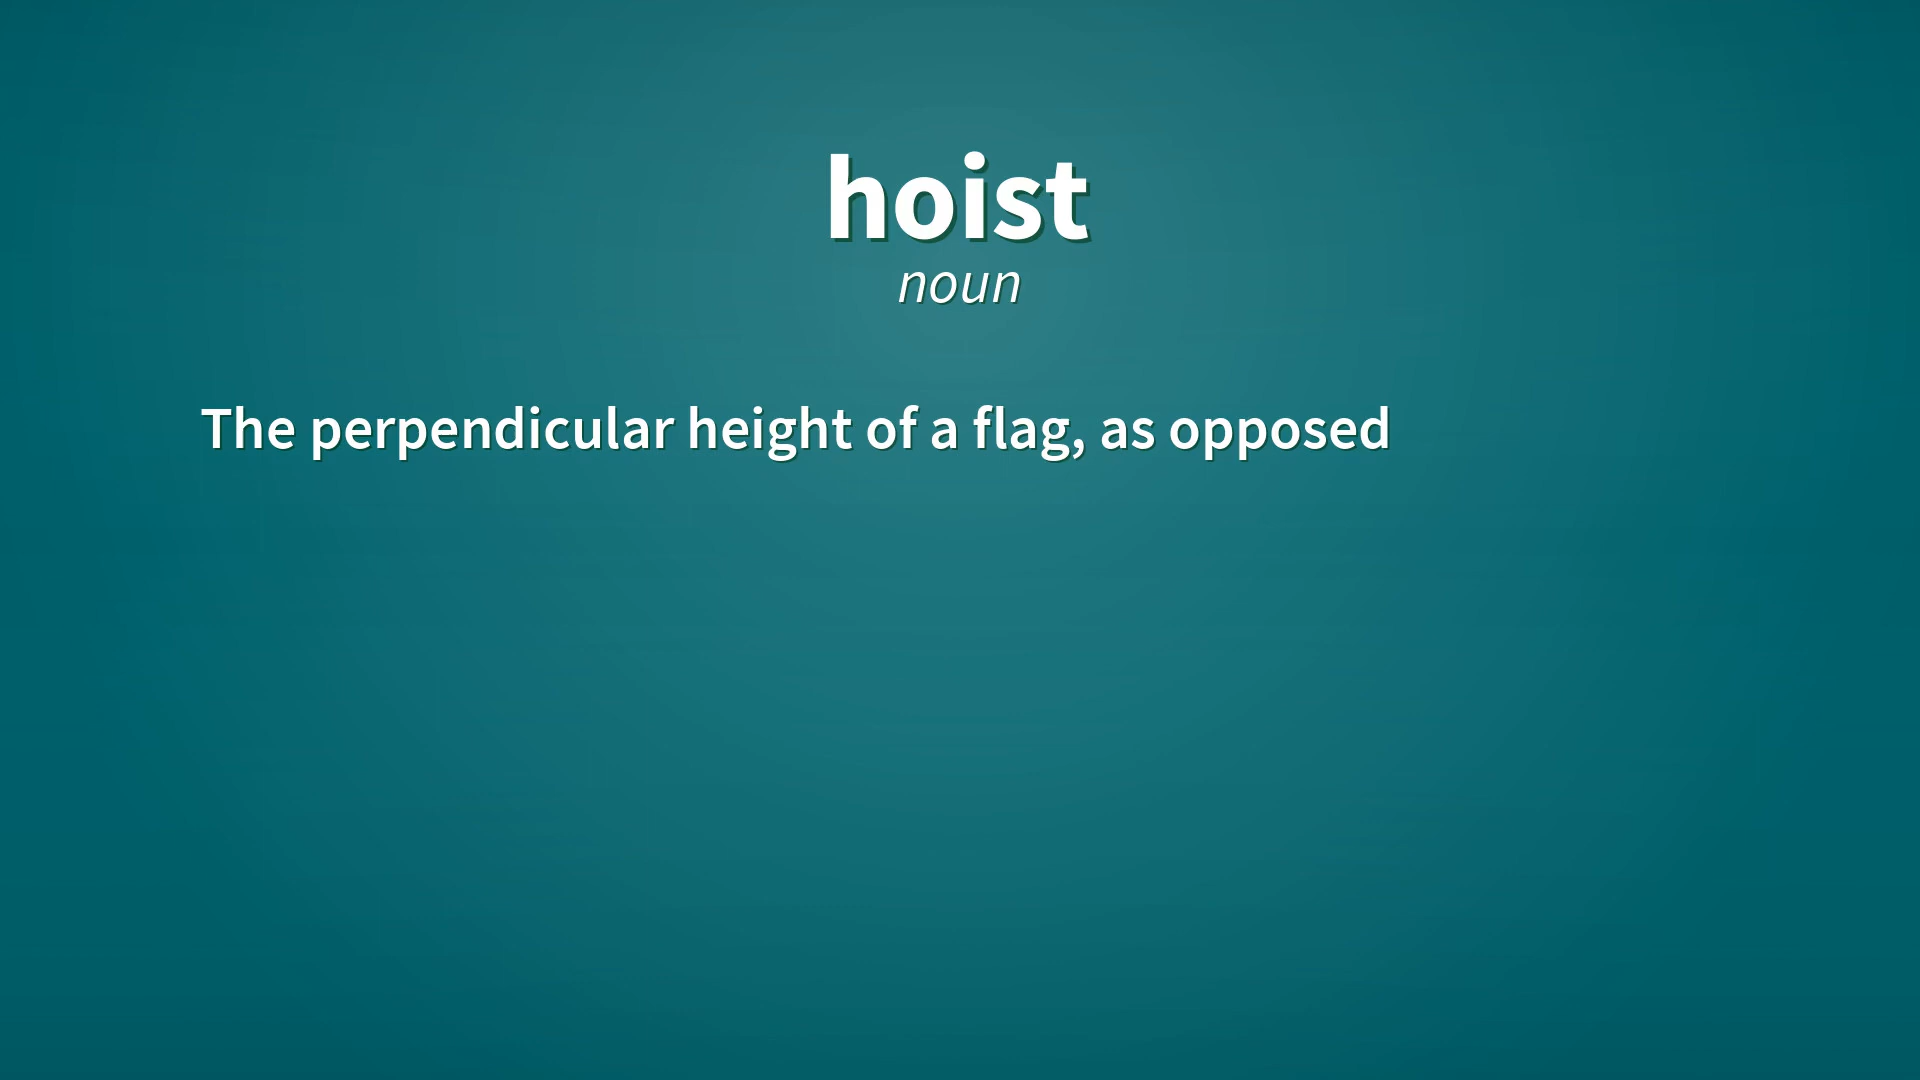 hoist
noun
The perpendicular height of a flag, as opposed